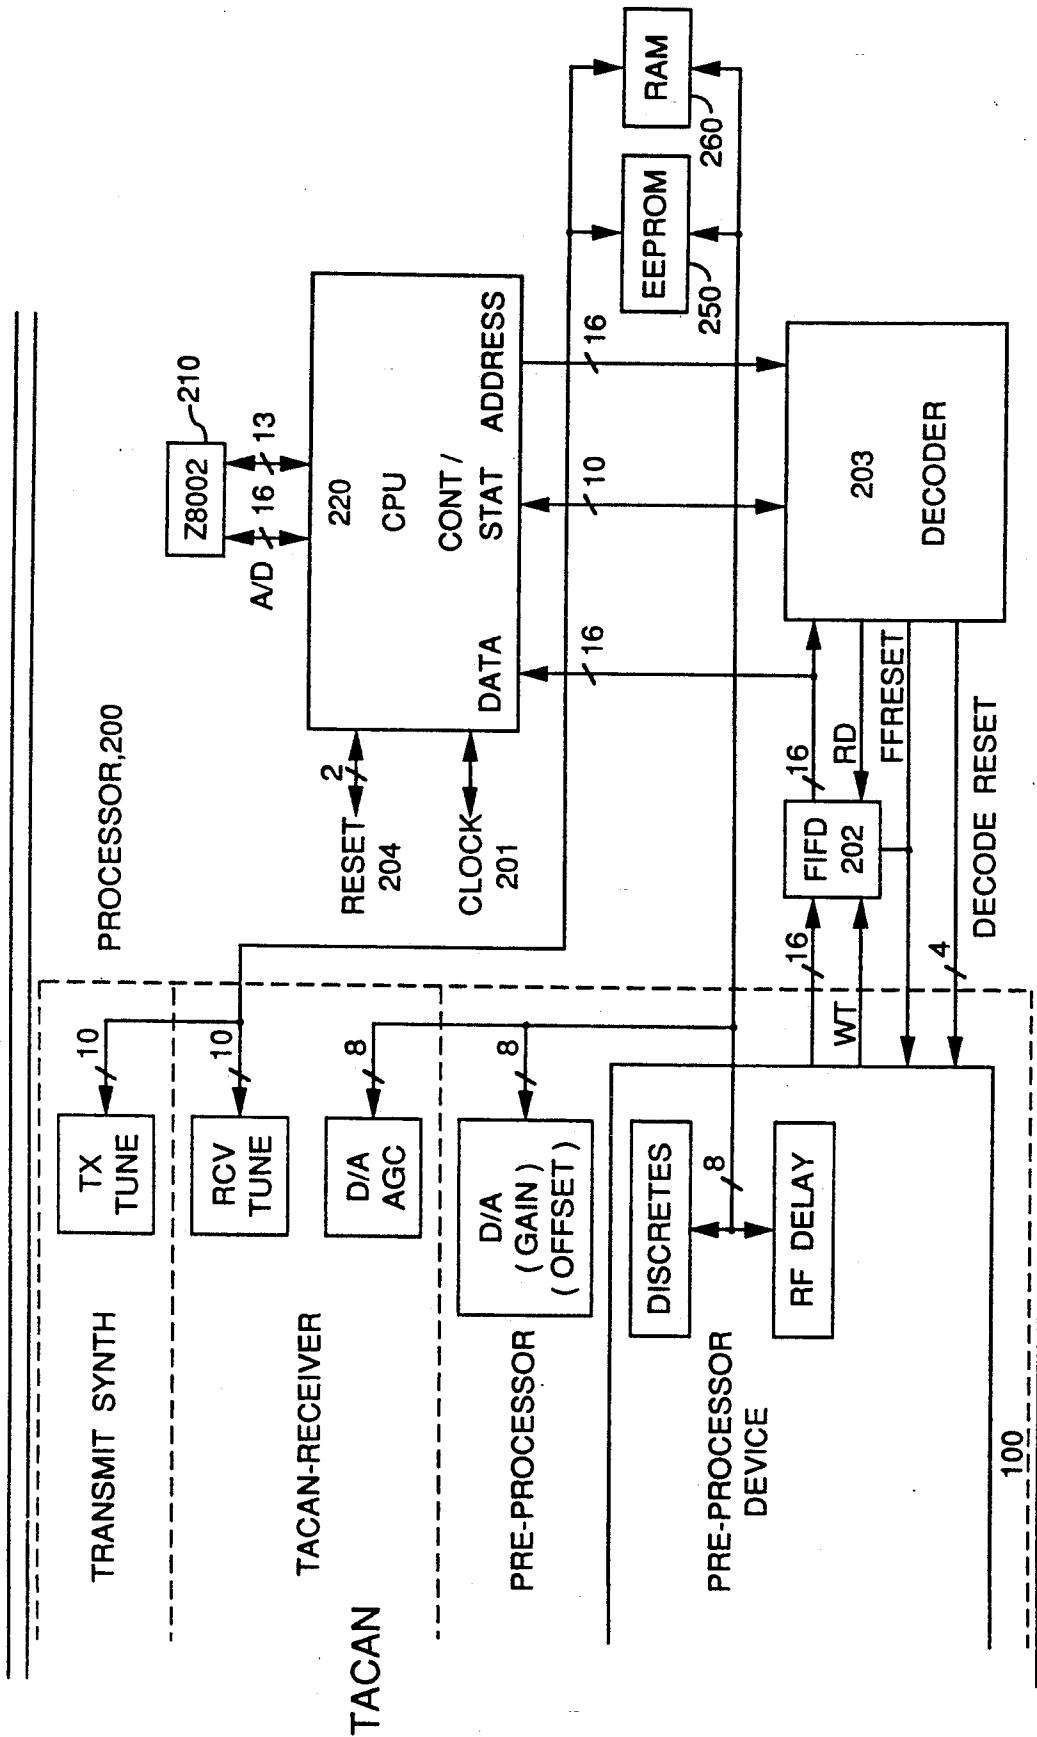 PROCESSOR,200
Z8002
210
A/D
16
13
220
CPU
CONT /
STAT
ADDRESS
DATA
RESET
204
2
CLOCK
201
16
10
16
RAM
260
EEPROM
250
203
DECODER
FIFD
202
16
RD
FFRESET
DECODE RESET
16
WT
4
TRANSMIT SYNTH
TX
TUNE
10
TACAN-RECEIVER
RCV
TUNE
10
D/A
AGC
8
TACAN
PRE-PROCESSOR
D/A
( GAIN )
( OFFSET )
8
PRE-PROCESSOR
DEVICE
DISCRETES
8
RF DELAY
100